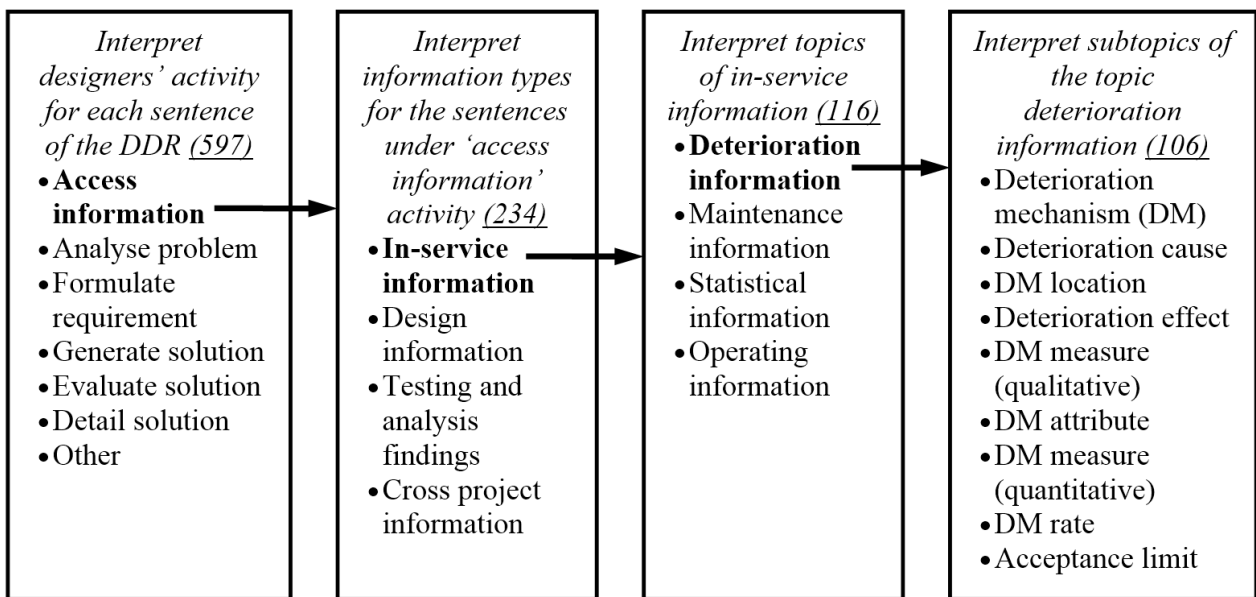 Interpret
designers’ activity
for each sentence
of the DDR (597)
•Access
information
•Analyse problem
•Formulate
requirement
•Generate solution
•Evaluate solution
•Detail solution
•Other
Interpret
information types
for the sentences
under ‘access
information’
activity (234)
•In-service
information
•Design
information
•Testing and
analysis
findings
•Cross project
information
Interpret topics
of in-service
information (116)
•Deterioration
information
•Maintenance
information
•Statistical
information
•Operating
information
Interpret subtopics of
the topic
deterioration
information (106)
•Deterioration
mechanism (DM)
•Deterioration cause
•DM location
•Deterioration effect
•DM measure
(qualitative)
•DM attribute
•DM measure
(quantitative)
•DM rate
•Acceptance limit